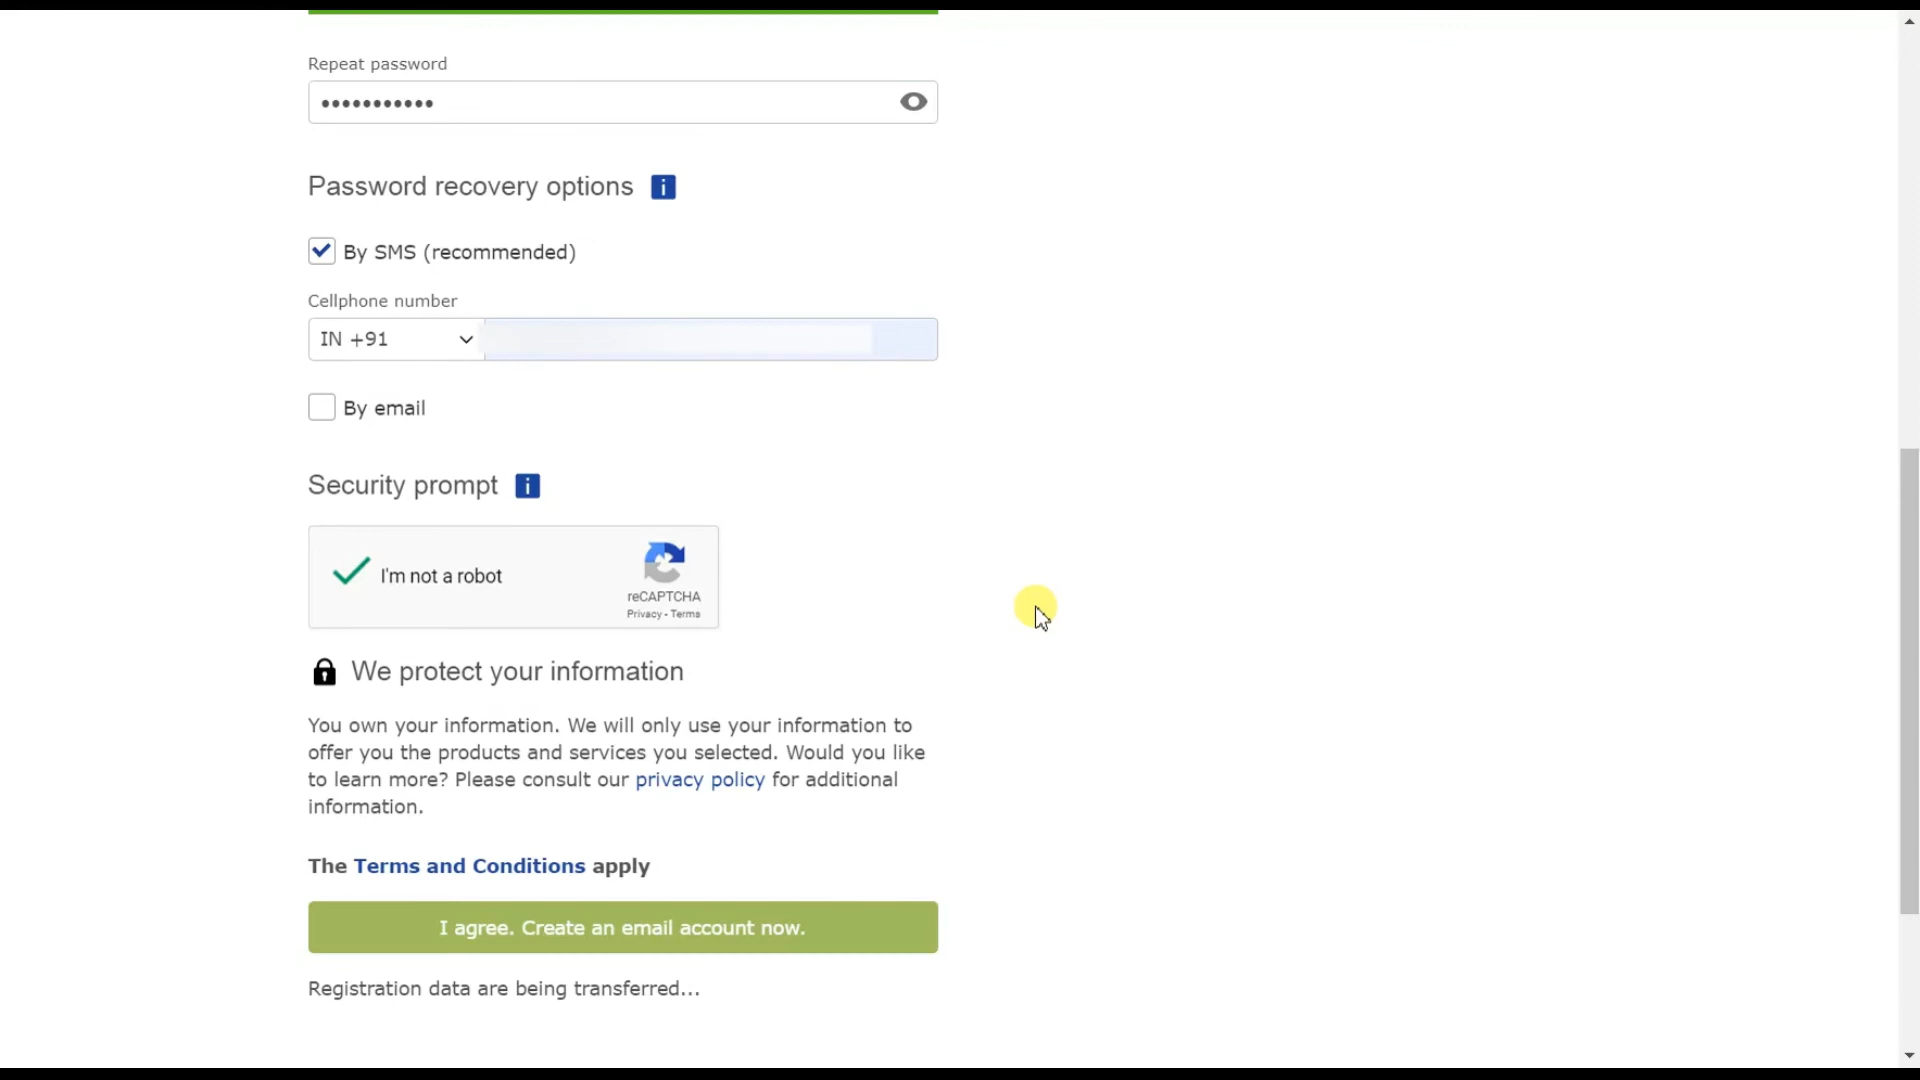 Repeat password
•••••••••••
Password recovery options i
By SMS (recommended)
Cellphone number
IN +91
By email
Security prompt i
I'm not a robot
reCAPTCHA
Privacy - Terms
We protect your information
You own your information. We will only use your information to
offer you the products and services you selected. Would you like
to learn more? Please consult our privacy policy for additional
information.
The Terms and Conditions apply
I agree. Create an email account now.
Registration data are being transferred...